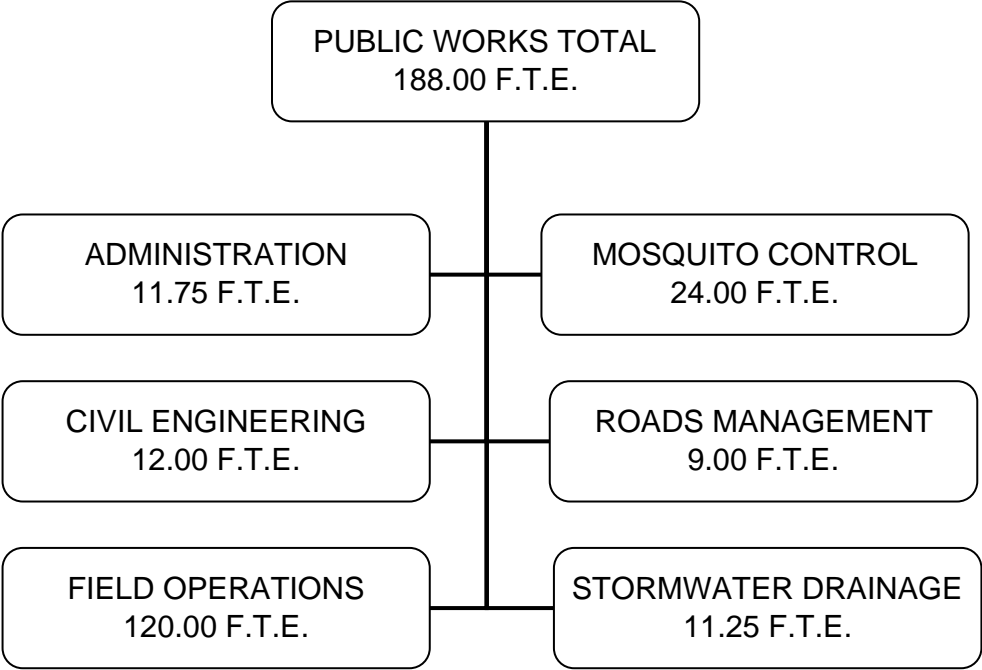 PUBLIC WORKS TOTAL
188.00 F.T.E.
ADMINISTRATION
11.75 F.T.E.
MOSQUITO CONTROL
24.00 F.T.E.
CIVIL ENGINEERING
12.00 F.T.E.
ROADS MANAGEMENT
9.00 F.T.E.
FIELD OPERATIONS
120.00 F.T.E.
STORMWATER DRAINAGE
11.25 F.T.E.